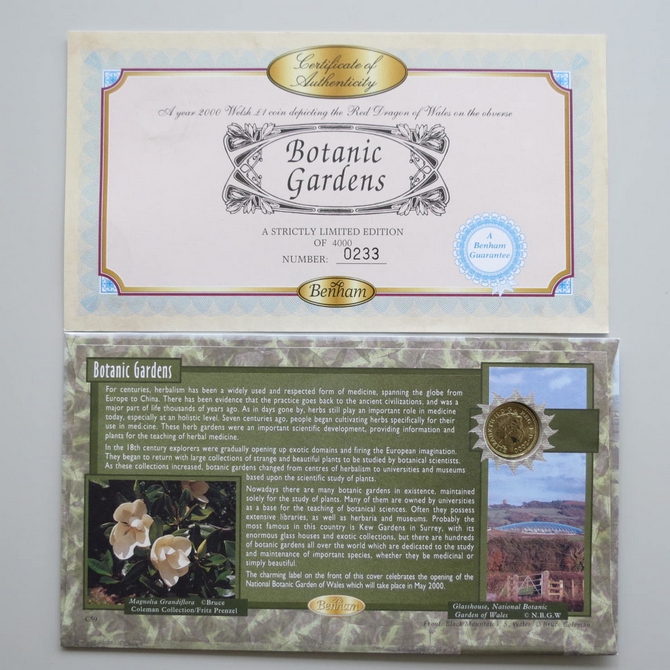 Certificate of
Authenticity
A year 2000 Welsh £1 coin depicting the Red Dragon of Wales on the obverse
Botanic
Gardens
A STRICTLY LIMITED EDITION
OF 4000
NUMBER: 0233
A
Benham
Guarantee
Benham
Botanic Gardens
For centuries, herbalism has been a widely used and respected form of medicine, spanning the globe from
Europe to China. There has been evidence that the practice goes back to the ancient civilizations, and was a
major part of life thousands of years ago. As in days gone by, herbs still play an important role in medicine
today, especially at an holistic level. Seven centuries ago, people began cultivating herbs specifically for their
use in medicine. These herb gardens were an important scientific development, providing information and
plants for the teaching of herbal medicine.
In the 18th century explorers were gradually opening up exotic domains and firing the European imagination.
They began to return with large collections of strange and beautiful plants to be studied by botanical scientists.
As these collections increased, botanic gardens changed from centres of herbalism to universities and museums
based upon the scientific study of plants.
Nowadays there are many botanic gardens in existence, maintained
solely for the study of plants. Many of them are owned by universities
as a base for the teaching of botanical sciences. Often they possess
extensive libraries, as well as herbaria and museums. Probably the
most famous in this country is Kew Gardens in Surrey, with its
enormous glass houses and exotic collections, but there are hundreds
of botanic gardens all over the world which are dedicated to the study
and maintenance of important species, whether they be medicinal or
simply beautiful.
The charming label on the front of this cover celebrates the opening of the
National Botanic Garden of Wales which will take place in May 2000.
Magnolia Grandiflora ©Bruce
Coleman Collection/Fritz Prenzel
Benham
Glasshouse, National Botanic
Garden of Wales © N.B.G.W
Front: Black Mountain, S. Wales © Bruce Coleman